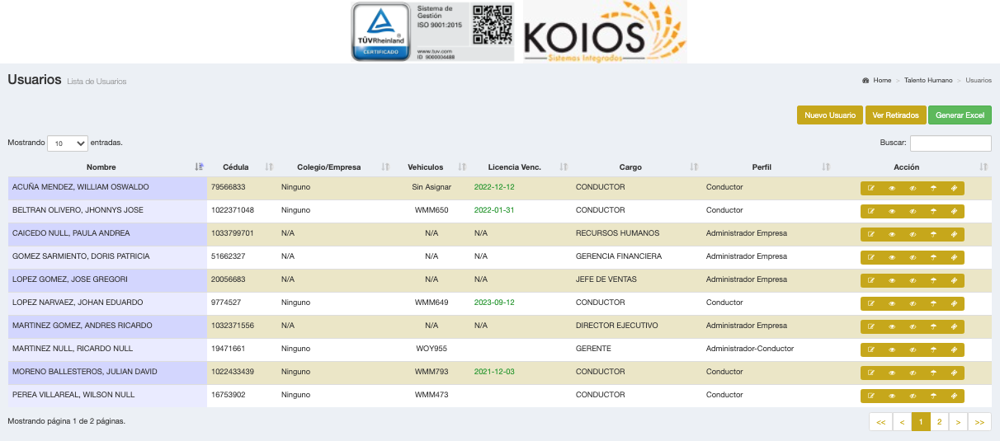 Sistema de
Gestión
ISO 9001:2015
TÜVRheinland
CERTIFICADO
www.tuv.com
ID 9000004488
KOIOS
Sistemas Integrados
Usuarios Lista de Usuarios
Home > Talento Humano > Usuarios
Nuevo Usuario Ver Retirados Generar Excel
Mostrando 10 entradas. Buscar:
Nombre Cédula Colegio/Empresa Vehiculos Licencia Venc. Cargo Perfil Acción
ACUÑA MENDEZ, WILLIAM OSWALDO 79566833 Ninguno Sin Asignar 2022-12-12 CONDUCTOR Conductor
BELTRAN OLIVERO, JHONNYS JOSE 1022371048 Ninguno WMM650 2022-01-31 CONDUCTOR Conductor
CAICEDO NULL, PAULA ANDREA 1033799701 N/A N/A N/A RECURSOS HUMANOS Administrador Empresa
GOMEZ SARMIENTO, DORIS PATRICIA 51662327 N/A N/A N/A GERENCIA FINANCIERA Administrador Empresa
LOPEZ GOMEZ, JOSE GREGORI 20056683 N/A N/A N/A JEFE DE VENTAS Administrador Empresa
LOPEZ NARVAEZ, JOHAN EDUARDO 9774527 Ninguno WMM649 2023-09-12 CONDUCTOR Conductor
MARTINEZ GOMEZ, ANDRES RICARDO 1032371556 N/A N/A N/A DIRECTOR EJECUTIVO Administrador Empresa
MARTINEZ NULL, RICARDO NULL 19471661 Ninguno WOY955 GERENTE Administrador-Conductor
MORENO BALLESTEROS, JULIAN DAVID 1022433439 Ninguno WMM793 2021-12-03 CONDUCTOR Conductor
PEREA VILLAREAL, WILSON NULL 16753902 Ninguno WMM473 CONDUCTOR Conductor
Mostrando página 1 de 2 páginas. << < 1 2 > >>